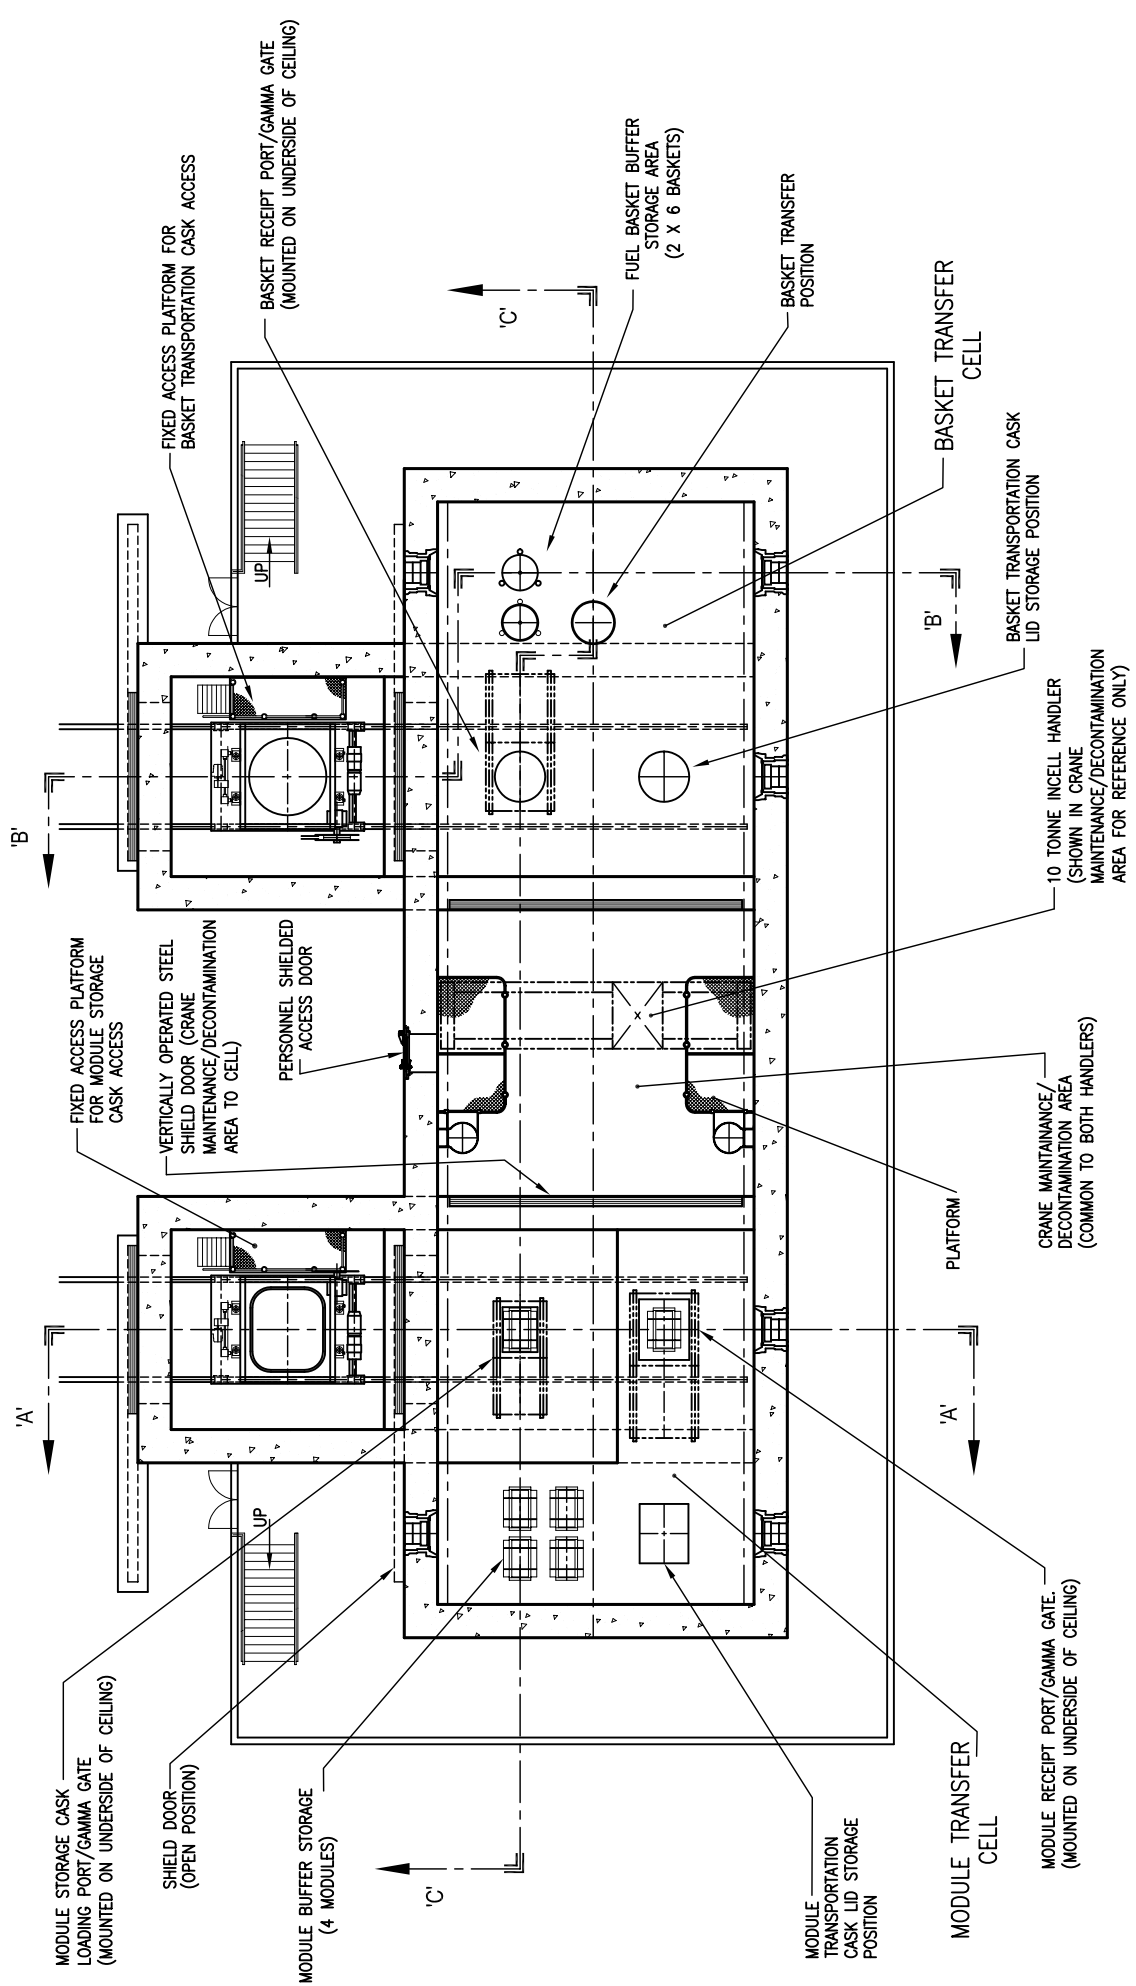 MODULE STORAGE CASK
LOADING PORT/GAMMA GATE
(MOUNTED ON UNDERSIDE OF CEILING)
SHIELD DOOR
(OPEN POSITION)
MODULE BUFFER STORAGE
(4 MODULES)
'C'
MODULE
TRANSPORTATION
CASK LID STORAGE
POSITION
MODULE TRANSFER
CELL
MODULE RECEIPT PORT/GAMMA GATE.
(MOUNTED ON UNDERSIDE OF CEILING)
'A'
UP
'A'
FIXED ACCESS PLATFORM
FOR MODULE STORAGE
CASK ACCESS
VERTICALLY OPERATED STEEL
SHIELD DOOR (CRANE
MAINTENANCE/DECONTAMINATION
AREA TO CELL)
PERSONNEL SHIELDED
ACCESS DOOR
PLATFORM
CRANE MAINTAINANCE/
DECONTAMINATION AREA
(COMMON TO BOTH HANDLERS)
X
10 TONNE INCELL HANDLER
(SHOWN IN CRANE
MAINTENANCE/DECONTAMINATION
AREA FOR REFERENCE ONLY)
'B'
FIXED ACCESS PLATFORM FOR
BASKET TRANSPORTATION CASK ACCESS
BASKET RECEIPT PORT/GAMMA GATE
(MOUNTED ON UNDERSIDE OF CEILING)
UP
'C'
FUEL BASKET BUFFER
STORAGE AREA
(2 X 6 BASKETS)
BASKET TRANSFER
POSITION
BASKET TRANSFER
CELL
'B'
BASKET TRANSPORTATION CASK
LID STORAGE POSITION